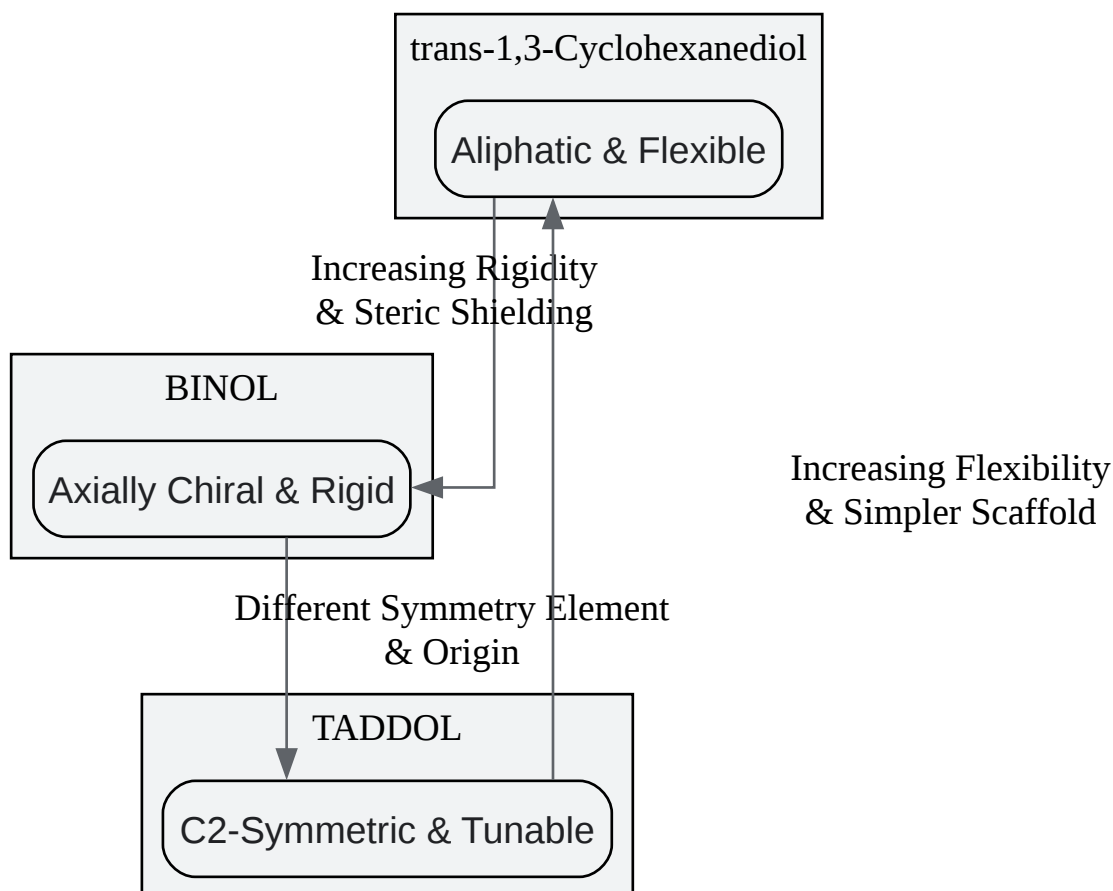 trans-1,3-Cyclohexanediol
Aliphatic & Flexible
Increasing Rigidity
& Steric Shielding
BINOL
Axially Chiral & Rigid
Increasing Flexibility
& Simpler Scaffold
Different Symmetry Element
& Origin
TADDOL
C2-Symmetric & Tunable